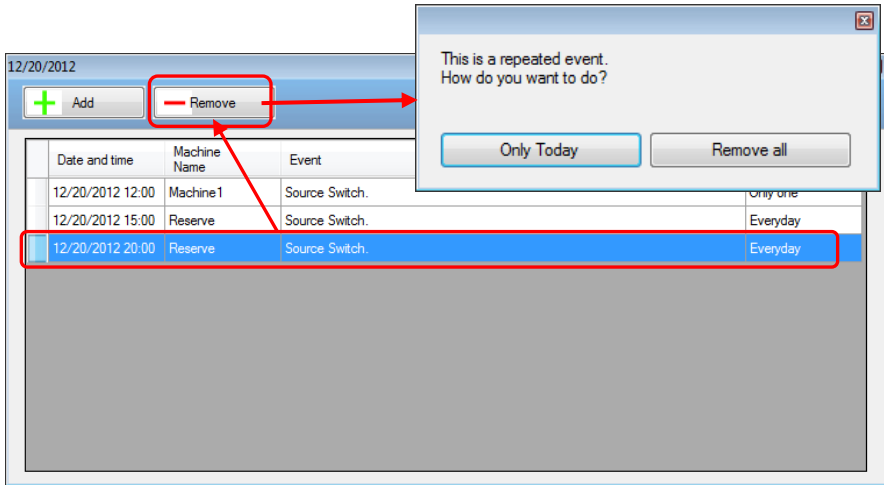 12/20/2012
Add
Remove
This is a repeated event.
How do you want to do?
Only Today
Remove all
Date and time
Machine
Name
Event
12/20/2012 12:00 Machine1 Source Switch. Only one
12/20/2012 15:00 Reserve Source Switch. Everyday
12/20/2012 20:00 Reserve Source Switch. Everyday